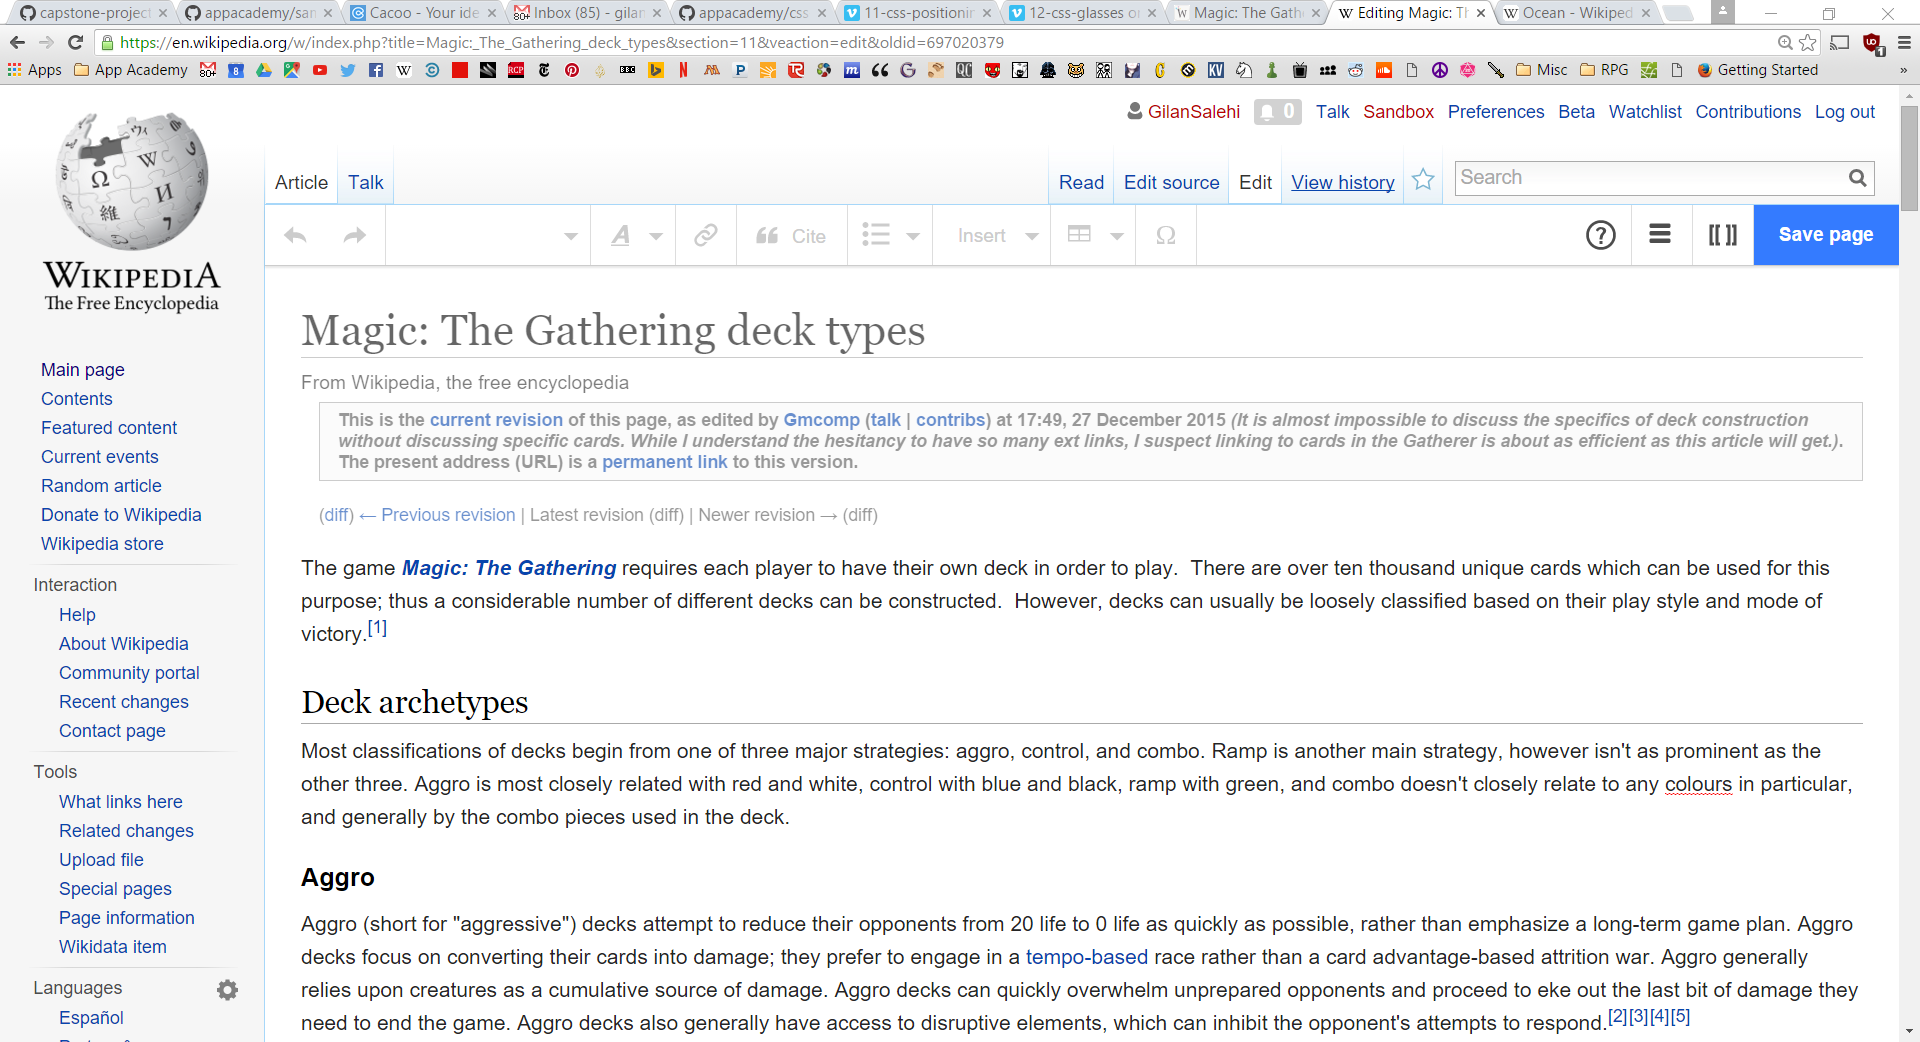 capstone-project
appacademy/san
Cacoo - Your ide
Inbox (85) - gilan
appacademy/css
11-css-positionin
12-css-glasses o
Magic: The Gath
Editing Magic: Th
Ocean - Wikiped
https://en.wikipedia.org/w/index.php?title=Magic:_The_Gathering_deck_types&section=11&veaction=edit&oldid=697020379
Apps App Academy Misc RPG Getting Started »
GilanSalehi 0 Talk Sandbox Preferences Beta Watchlist Contributions Log out
Article Talk Read Edit source Edit View history Search
Cite Insert Save page
WIKIPEDIA
The Free Encyclopedia
Main page
Contents
Featured content
Current events
Random article
Donate to Wikipedia
Wikipedia store
Interaction
Help
About Wikipedia
Community portal
Recent changes
Contact page
Tools
What links here
Related changes
Upload file
Special pages
Page information
Wikidata item
Languages
Español
Magic: The Gathering deck types
From Wikipedia, the free encyclopedia
This is the current revision of this page, as edited by Gmcomp (talk | contribs) at 17:49, 27 December 2015 (It is almost impossible to discuss the specifics of deck construction
without discussing specific cards. While I understand the hesitancy to have so many ext links, I suspect linking to cards in the Gatherer is about as efficient as this article will get.).
The present address (URL) is a permanent link to this version.
(diff) ← Previous revision | Latest revision (diff) | Newer revision → (diff)
The game Magic: The Gathering requires each player to have their own deck in order to play.  There are over ten thousand unique cards which can be used for this
purpose; thus a considerable number of different decks can be constructed.  However, decks can usually be loosely classified based on their play style and mode of
victory.[1]
Deck archetypes
Most classifications of decks begin from one of three major strategies: aggro, control, and combo. Ramp is another main strategy, however isn't as prominent as the
other three. Aggro is most closely related with red and white, control with blue and black, ramp with green, and combo doesn't closely relate to any colours in particular,
and generally by the combo pieces used in the deck.
Aggro
Aggro (short for "aggressive") decks attempt to reduce their opponents from 20 life to 0 life as quickly as possible, rather than emphasize a long-term game plan. Aggro
decks focus on converting their cards into damage; they prefer to engage in a tempo-based race rather than a card advantage-based attrition war. Aggro generally
relies upon creatures as a cumulative source of damage. Aggro decks can quickly overwhelm unprepared opponents and proceed to eke out the last bit of damage they
need to end the game. Aggro decks also generally have access to disruptive elements, which can inhibit the opponent's attempts to respond.[2][3][4][5]